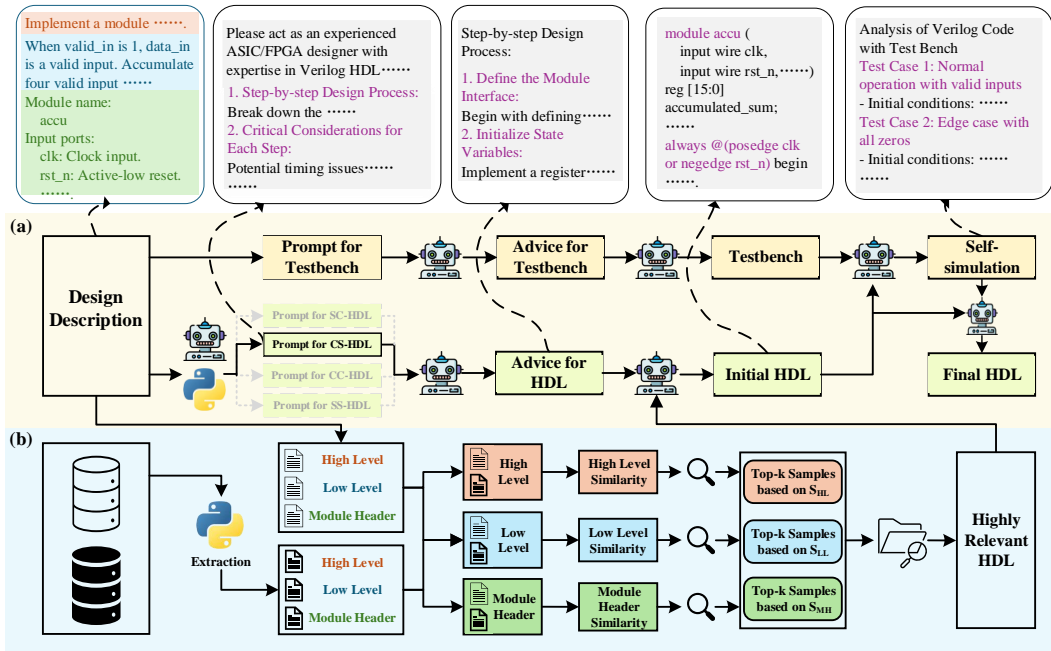 Implement a module ·······.
When valid_in is 1, data_in
is a valid input. Accumulate
four valid input ······
Module name:
accu
Input ports:
clk: Clock input.
rst_n: Active-low reset.
·······.
Please act as an experienced
ASIC/FPGA designer with
expertise in Verilog HDL······
1. Step-by-step Design Process:
Break down the ······
2. Critical Considerations for
Each Step:
Potential timing issues······
······
Step-by-step Design
Process:
1. Define the Module
Interface:
Begin with defining······
2. Initialize State
Variables:
Implement a register······
module accu (
input wire clk,
input wire rst_n,······)
reg [15:0]
accumulated_sum;
······
always @(posedge clk
or negedge rst_n) begin
·······.
Analysis of Verilog Code
with Test Bench
Test Case 1: Normal
operation with valid inputs
- Initial conditions: ······
Test Case 2: Edge case with
all zeros
- Initial conditions: ······
······
(a)
Design
Description
Prompt for
Testbench
Advice for
Testbench
Testbench
Self-
simulation
Prompt for SC-HDL
Prompt for CS-HDL
Prompt for CC-HDL
Prompt for SS-HDL
Advice for
HDL
Initial HDL
Final HDL
(b)
Extraction
High Level
Low Level
Module Header
High Level
Low Level
Module Header
High
Level
Low
Level
Module
Header
High Level
Similarity
Low Level
Similarity
Module
Header
Similarity
Top-k Samples
based on S_HL
Top-k Samples
based on S_LL
Top-k Samples
based on S_MH
Highly
Relevant
HDL